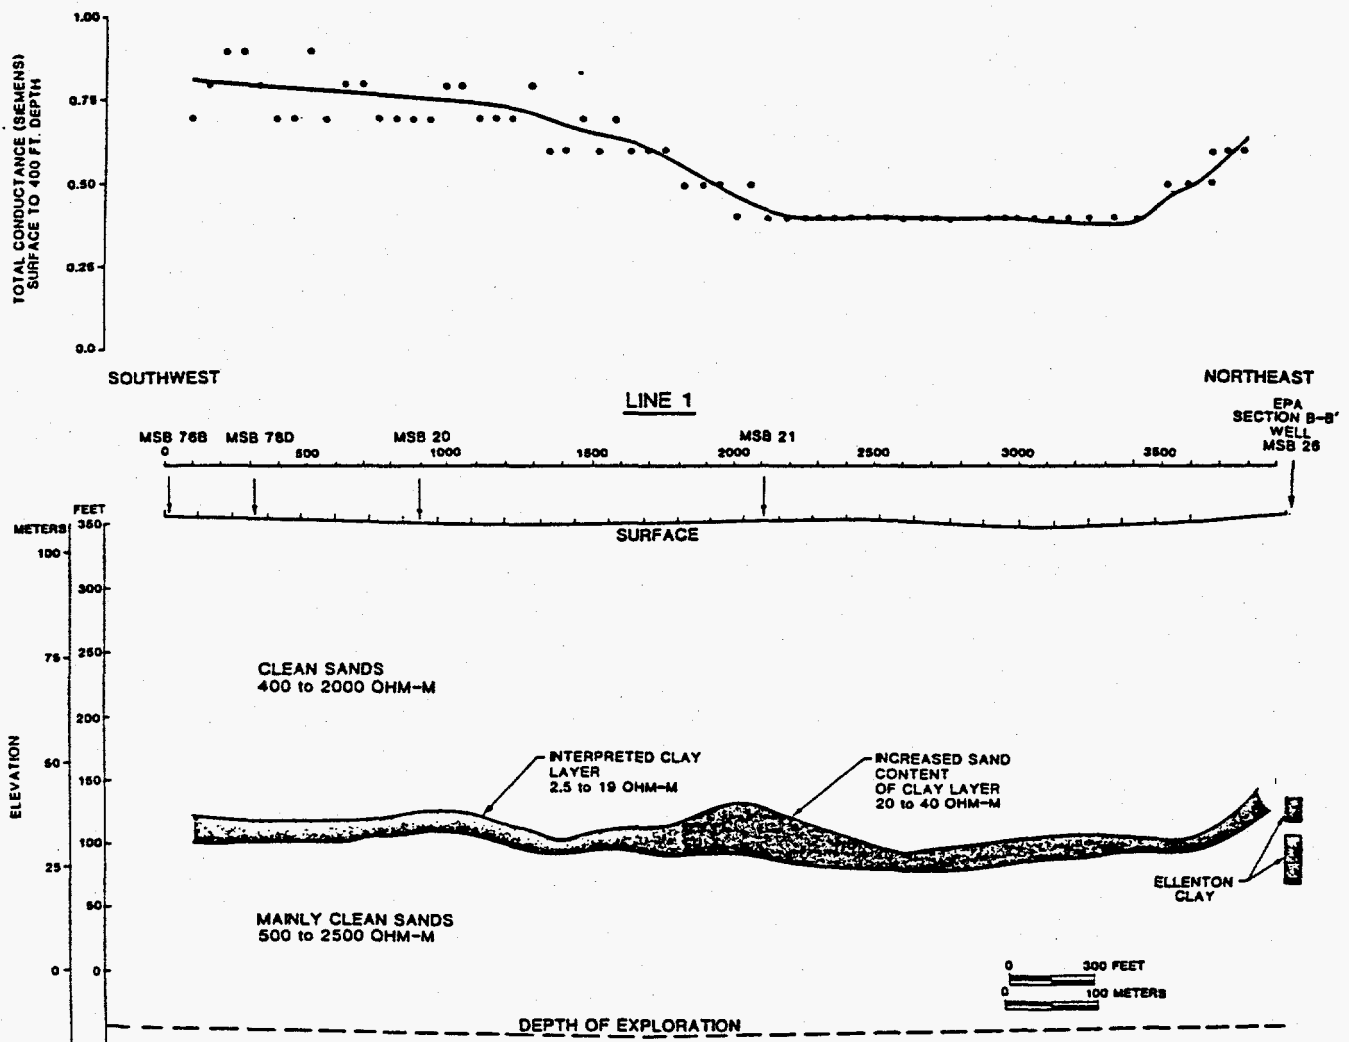 1.00
0.75
0.50
0.25
0.0
TOTAL CONDUCTANCE (SIEMENS)
SURFACE TO 400 FT. DEPTH
SOUTHWEST
NORTHEAST
LINE 1
EPA
SECTION B-B'
WELL
MSB 26
MSB 76B
MSB 78D
MSB 20
MSB 21
0
500
1000
1500
2000
2500
3000
3500
METERS
FEET
SURFACE
350
100
300
250
75
200
50
150
100
25
50
0
0
ELEVATION
CLEAN SANDS
400 to 2000 OHM-M
INTERPRETED CLAY
LAYER
2.5 to 19 OHM-M
INCREASED SAND
CONTENT
OF CLAY LAYER
20 to 40 OHM-M
ELLENTON
CLAY
MAINLY CLEAN SANDS
500 to 2500 OHM-M
0
300 FEET
0
100 METERS
DEPTH OF EXPLORATION